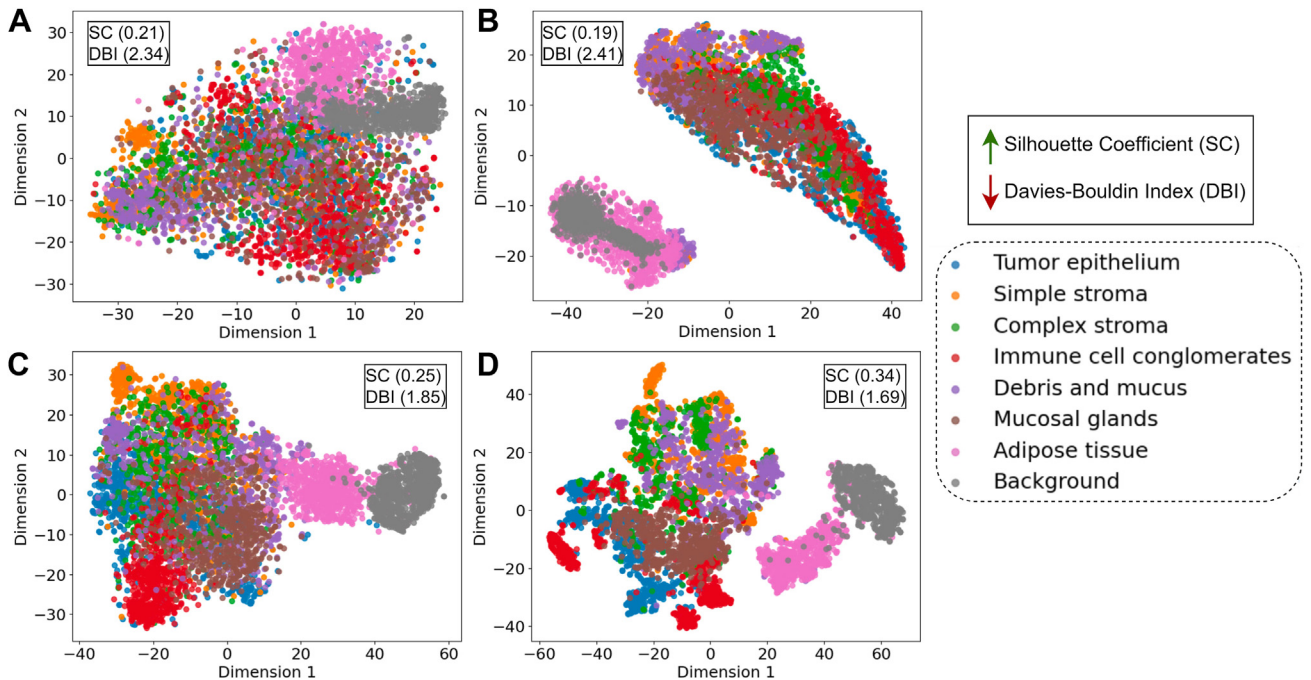 A
SC (0.21)
DBI (2.34)
30
20
10
0
−10
−20
−30
Dimension 2
−30
−20
−10
0
10
20
Dimension 1
B
SC (0.19)
DBI (2.41)
20
10
0
−10
−20
Dimension 2
−40
−20
0
20
40
Dimension 1
C
SC (0.25)
DBI (1.85)
30
20
10
0
−10
−20
−30
Dimension 2
−40
−20
0
20
40
60
Dimension 1
D
SC (0.34)
DBI (1.69)
40
20
0
−20
−40
Dimension 2
−60
−40
−20
0
20
40
60
Dimension 1
Silhouette Coefficient (SC)
Davies-Bouldin Index (DBI)
Tumor epithelium
Simple stroma
Complex stroma
Immune cell conglomerates
Debris and mucus
Mucosal glands
Adipose tissue
Background